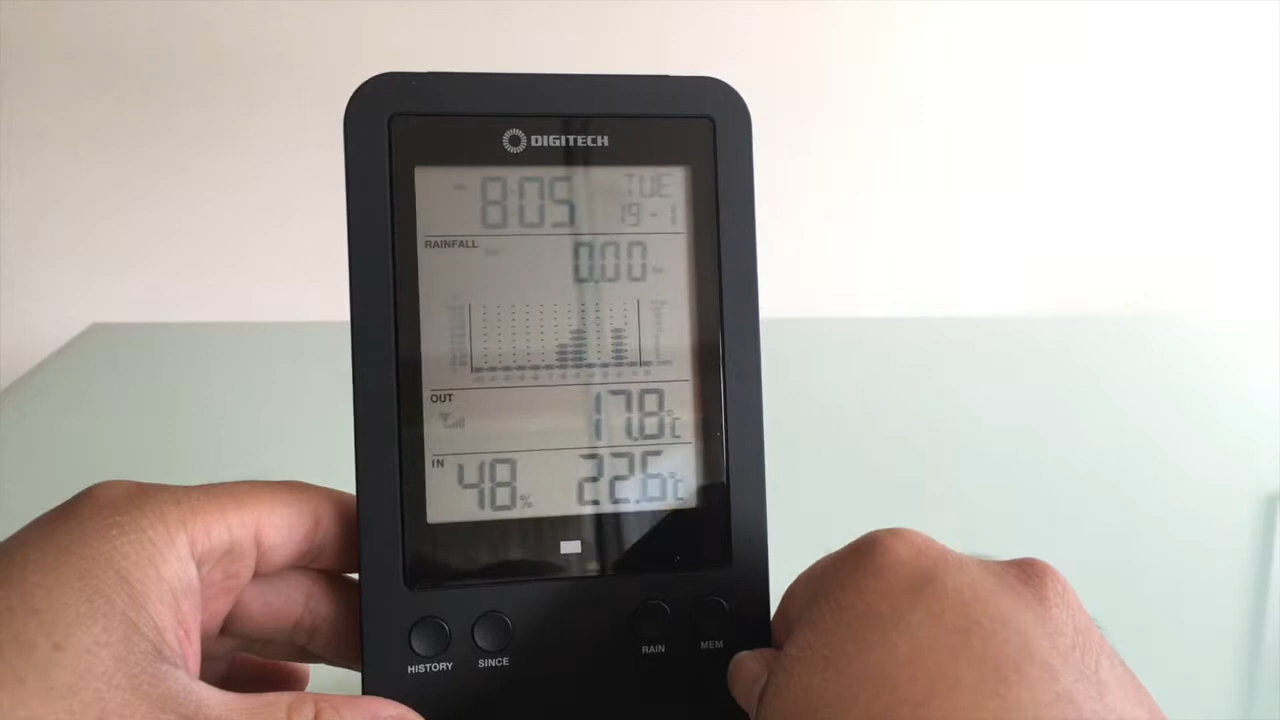 DIGITECH
8:05 TUE
19-1
RAINFALL
0.00
OUT
17.8°C
IN 48% 22.6°C
HISTORY SINCE RAIN MEM